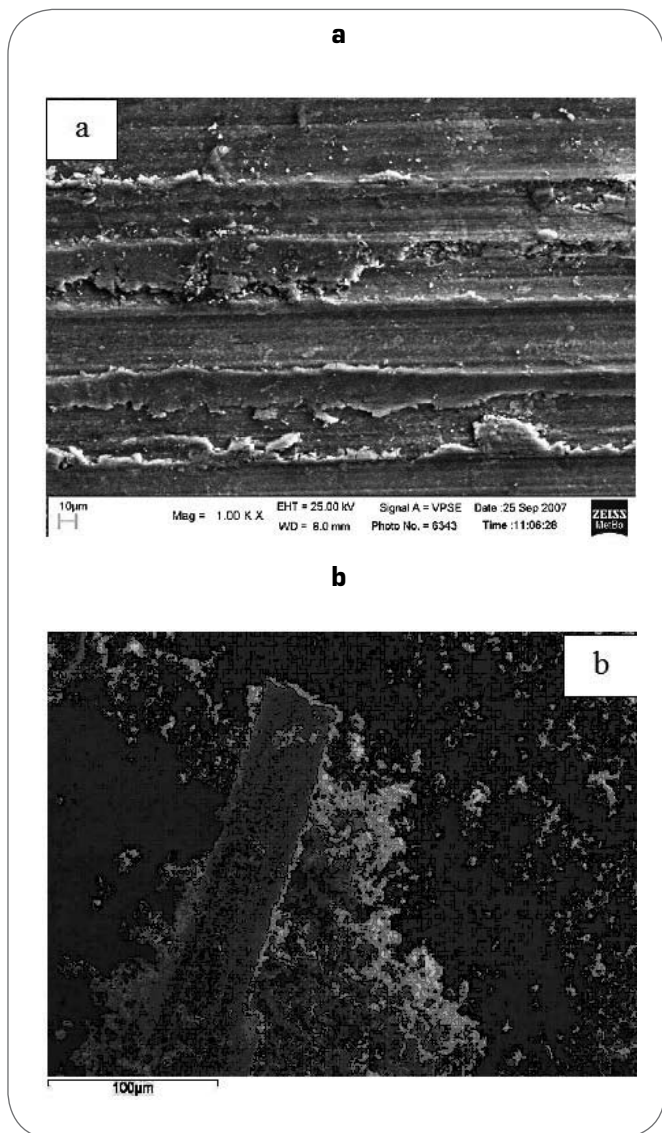 a
a
10µm
Mag = 1.00 K X
EHT = 25.00 kV
WD = 8.0 mm
Signal A = VPSE
Photo No. = 6343
Date :25 Sep 2007
Time :11:06:28
ZEISS
MetBo
b
b
100µm